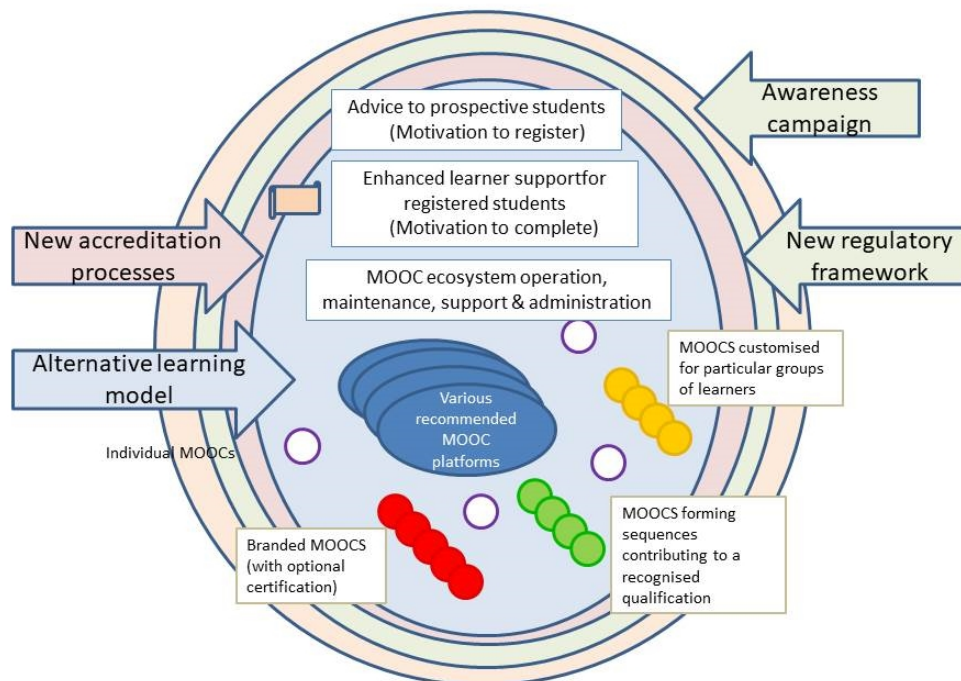 Awareness
campaign
Advice to prospective students
(Motivation to register)
Enhanced learner supportfor
registered students
(Motivation to complete)
New accreditation
processes
New regulatory
framework
MOOC ecosystem operation,
maintenance, support & administration
Alternative learning
model
MOOCS customised
for particular groups
of learners
Various
recommended
MOOC
platforms
Individual MOOCs
Branded MOOCS
(with optional
certification)
MOOCS forming
sequences
contributing to a
recognised
qualification